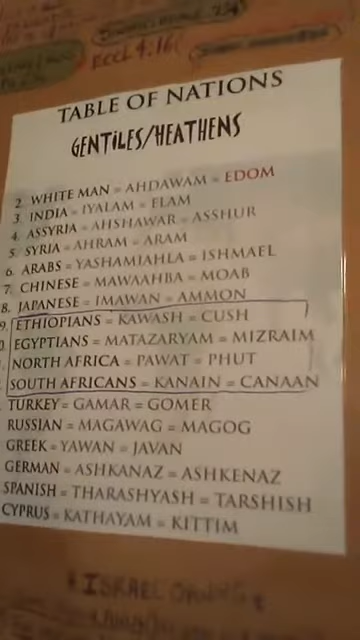 ECCL 4:16
TABLE OF NATIONS
GENTILES/HEATHENS
2. WHITE MAN = AHDAWAM = EDOM
3. INDIA = IYALAM = ELAM
4. ASSYRIA = AHSHAWAR = ASSHUR
5. SYRIA = AHRAM = ARAM
6. ARABS = YASHAMIAHLA = ISHMAEL
7. CHINESE = MAWAAHBA = MOAB
8. JAPANESE = IMAWAN = AMMON
9. ETHIOPIANS = KAWASH = CUSH
EGYPTIANS = MATAZARYAM = MIZRAIM
NORTH AFRICA = PAWAT = PHUT
SOUTH AFRICANS = KANAIN = CANAAN
TURKEY = GAMAR = GOMER
RUSSIAN = MAGAWAG = MAGOG
GREEK = YAWAN = JAVAN
GERMAN = ASHKANAZ = ASHKENAZ
SPANISH = THARASHYASH = TARSHISH
CYPRUS = KATHAYAM = KITTIM
ISRAEL